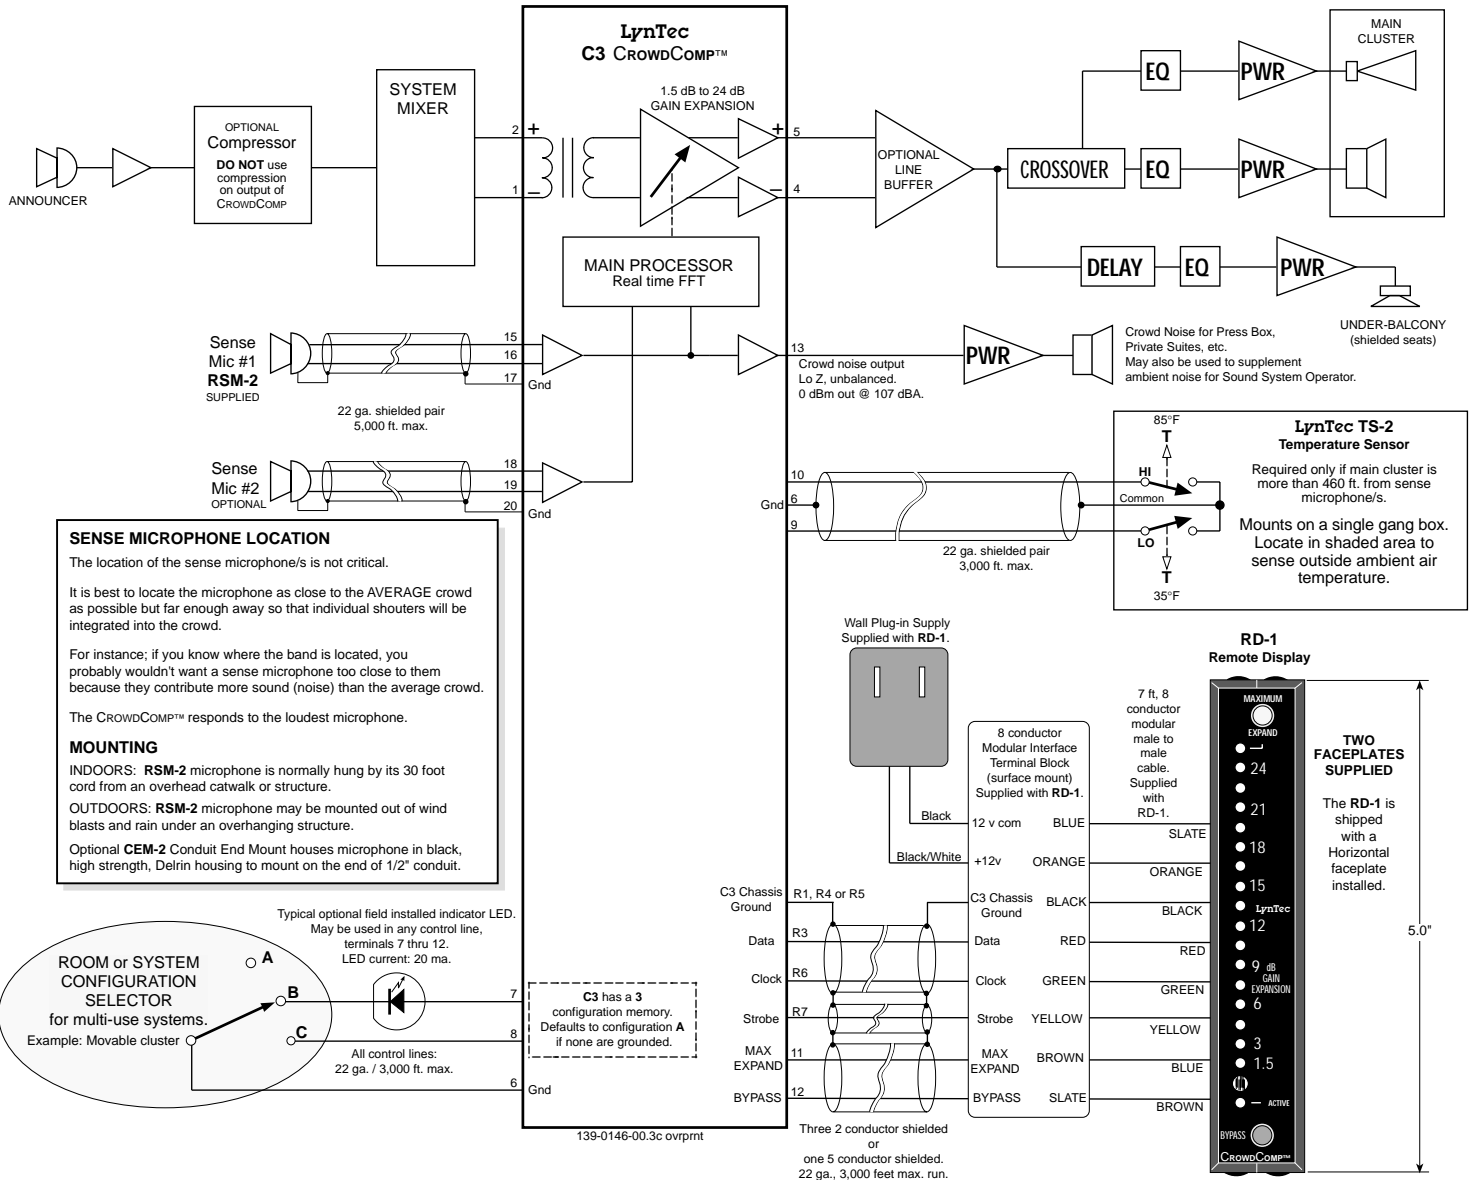 LynTec
C3 CROWDCOMP™
1.5 dB to 24 dB
GAIN EXPANSION
SYSTEM
MIXER
OPTIONAL
Compressor
DO NOT use
compression
on output of
CROWDCOMP
ANNOUNCER
2
+
1
–
+
5
–
4
OPTIONAL
LINE
BUFFER
CROSSOVER
EQ
PWR
EQ
PWR
MAIN
CLUSTER
DELAY
EQ
PWR
UNDER-BALCONY
(shielded seats)
MAIN PROCESSOR
Real time FFT
Sense
Mic #1
RSM-2
SUPPLIED
15
16
17
Gnd
22 ga. shielded pair
5,000 ft. max.
13
Crowd noise output
Lo Z, unbalanced.
0 dBm out @ 107 dBA.
PWR
Crowd Noise for Press Box,
Private Suites, etc.
May also be used to supplement
ambient noise for Sound System Operator.
Sense
Mic #2
OPTIONAL
18
19
20
Gnd
10
Gnd
6
9
22 ga. shielded pair
3,000 ft. max.
85°F
T
HI
Common
LO
T
35°F
LynTec TS-2
Temperature Sensor
Required only if main cluster is
more than 460 ft. from sense
microphone/s.
Mounts on a single gang box.
Locate in shaded area to
sense outside ambient air
temperature.
SENSE MICROPHONE LOCATION
The location of the sense microphone/s is not critical.
It is best to locate the microphone as close to the AVERAGE crowd
as possible but far enough away so that individual shouters will be
integrated into the crowd.
For instance; if you know where the band is located, you
probably wouldn't want a sense microphone too close to them
because they contribute more sound (noise) than the average crowd.
The CROWDCOMP™ responds to the loudest microphone.
MOUNTING
INDOORS: RSM-2 microphone is normally hung by its 30 foot
cord from an overhead catwalk or structure.
OUTDOORS: RSM-2 microphone may be mounted out of wind
blasts and rain under an overhanging structure.
Optional CEM-2 Conduit End Mount houses microphone in black,
high strength, Delrin housing to mount on the end of 1/2" conduit.
Wall Plug-in Supply
Supplied with RD-1.
Black
Black/White
8 conductor
Modular Interface
Terminal Block
(surface mount)
Supplied with RD-1.
12 v com BLUE
+12v ORANGE
C3 Chassis
Ground
BLACK
Data RED
Clock GREEN
Strobe YELLOW
MAX
EXPAND
BROWN
BYPASS SLATE
7 ft, 8
conductor
modular
male to
male
cable.
Supplied
with
RD-1.
SLATE
ORANGE
BLACK
RED
GREEN
YELLOW
BLUE
BROWN
RD-1
Remote Display
MAXIMUM
EXPAND
24
21
18
15
LynTec
12
9 dB
GAIN
EXPANSION
6
3
1.5
ACTIVE
BYPASS
CROWDCOMP™
TWO
FACEPLATES
SUPPLIED
The RD-1 is
shipped
with a
Horizontal
faceplate
installed.
5.0"
C3 Chassis
Ground
R1, R4 or R5
Data
R3
Clock
R6
Strobe
R7
MAX
EXPAND
11
BYPASS
12
Three 2 conductor shielded
or
one 5 conductor shielded.
22 ga., 3,000 feet max. run.
Typical optional field installed indicator LED.
May be used in any control line,
terminals 7 thru 12.
LED current: 20 ma.
ROOM or SYSTEM
CONFIGURATION
SELECTOR
for multi-use systems.
Example: Movable cluster
A
B
C
7
8
All control lines:
22 ga. / 3,000 ft. max.
6
Gnd
C3 has a 3
configuration memory.
Defaults to configuration A
if none are grounded.
139-0146-00.3c ovrprnt